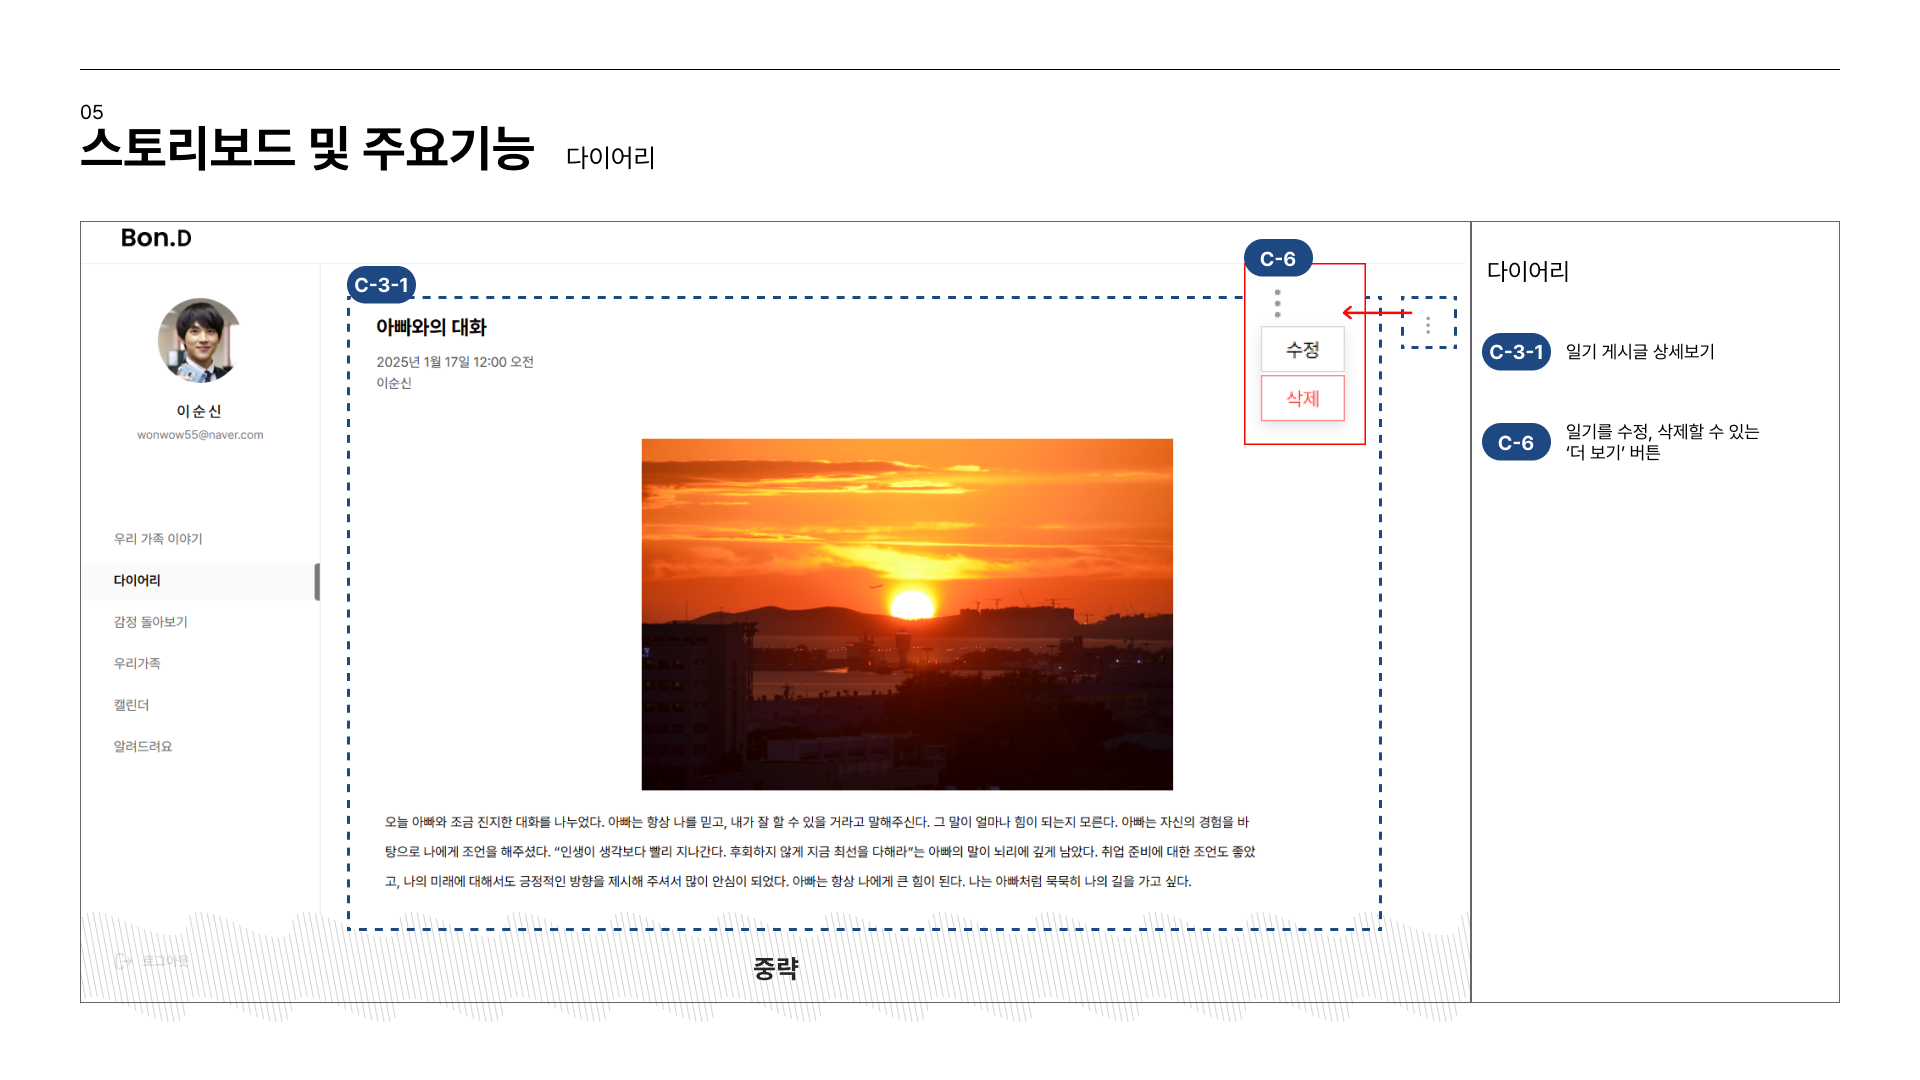 05
스토리보드 및 주요기능 다이어리
Bon.D
이순신
wonwow55@naver.com
우리 가족 이야기
다이어리
감정 돌아보기
우리가족
캘린더
알려드려요
로그아웃
C-3-1
아빠와의 대화
2025년 1월 17일 12:00 오전
이순신
C-6
수정
삭제
오늘 아빠와 조금 진지한 대화를 나누었다. 아빠는 항상 나를 믿고, 내가 잘 할 수 있을 거라고 말해주신다. 그 말이 얼마나 힘이 되는지 모른다. 아빠는 자신의 경험을 바
탕으로 나에게 조언을 해주셨다. “인생이 생각보다 빨리 지나간다. 후회하지 않게 지금 최선을 다해라”는 아빠의 말이 뇌리에 깊게 남았다. 취업 준비에 대한 조언도 좋았
고, 나의 미래에 대해서도 긍정적인 방향을 제시해 주셔서 많이 안심이 되었다. 아빠는 항상 나에게 큰 힘이 된다. 나는 아빠처럼 묵묵히 나의 길을 가고 싶다.
중략
다이어리
C-3-1 일기 게시글 상세보기
C-6 일기를 수정, 삭제할 수 있는
‘더 보기’ 버튼